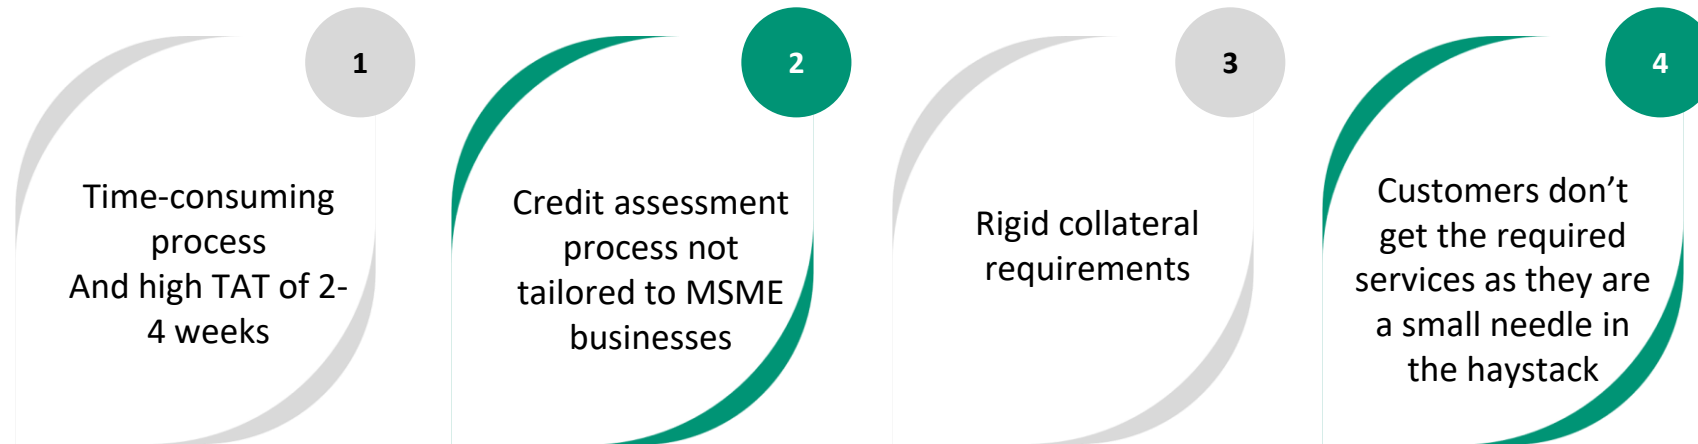 1
Time-consuming
process
And high TAT of 2-
4 weeks
2
Credit assessment
process not
tailored to MSME
businesses
3
Rigid collateral
requirements
4
Customers don’t
get the required
services as they are
a small needle in
the haystack